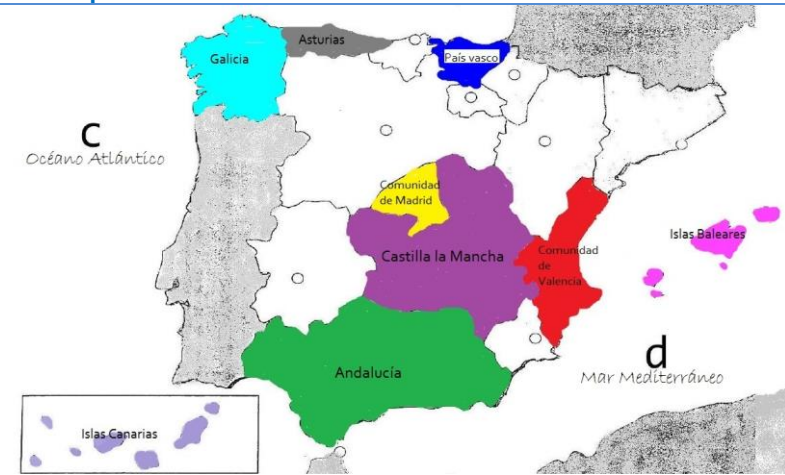 Asturias
Galicia
País vasco
c
Océano Atlántico
Comunidad
de Madrid
Islas Baleares
Castilla la Mancha
Comunidad
de
Valencia
d
Mar Mediterráneo
Andalucía
Islas Canarias